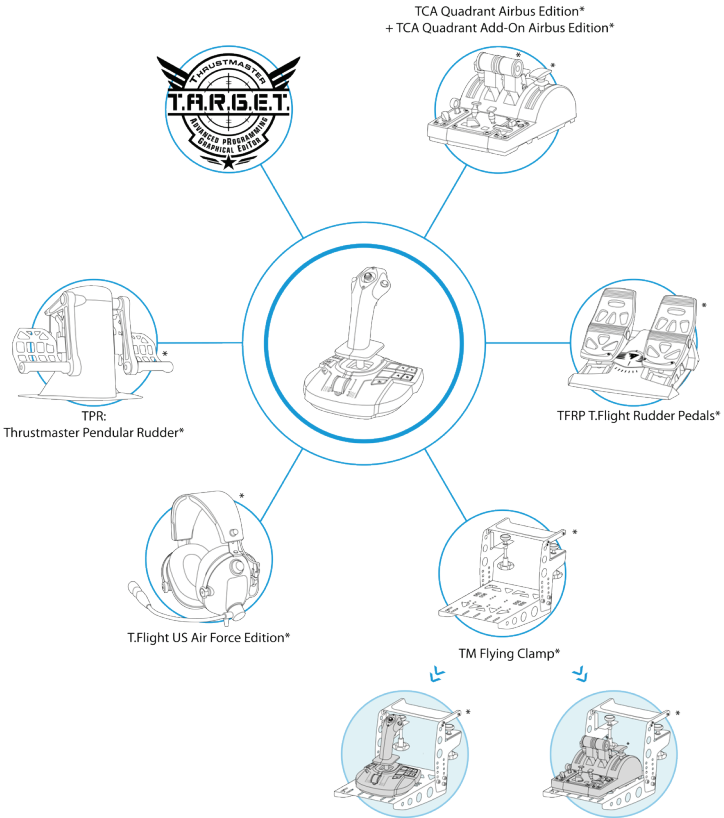 TCA Quadrant Airbus Edition*
+ TCA Quadrant Add-On Airbus Edition*
* *
THRUSTMASTER
T.A.R.G.E.T.
ADVANCED PROGRAMMING
GRAPHICAL EDITOR
*
*
TPR:
Thrustmaster Pendular Rudder*
TFRP T.Flight Rudder Pedals*
*
*
T.Flight US Air Force Edition*
TM Flying Clamp*
*
*